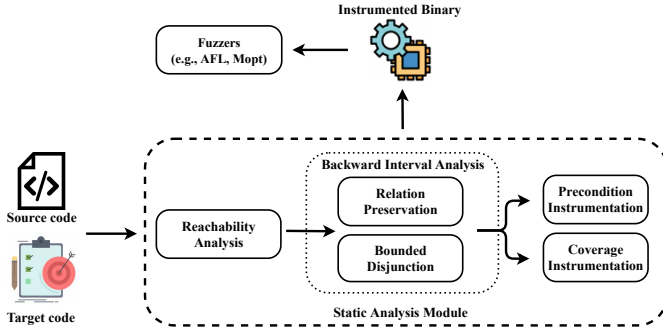 Instrumented Binary
Fuzzers
(e.g., AFL, Mopt)
Source code
Target code
Reachability
Analysis
Backward Interval Analysis
Relation
Preservation
Bounded
Disjunction
Precondition
Instrumentation
Coverage
Instrumentation
Static Analysis Module